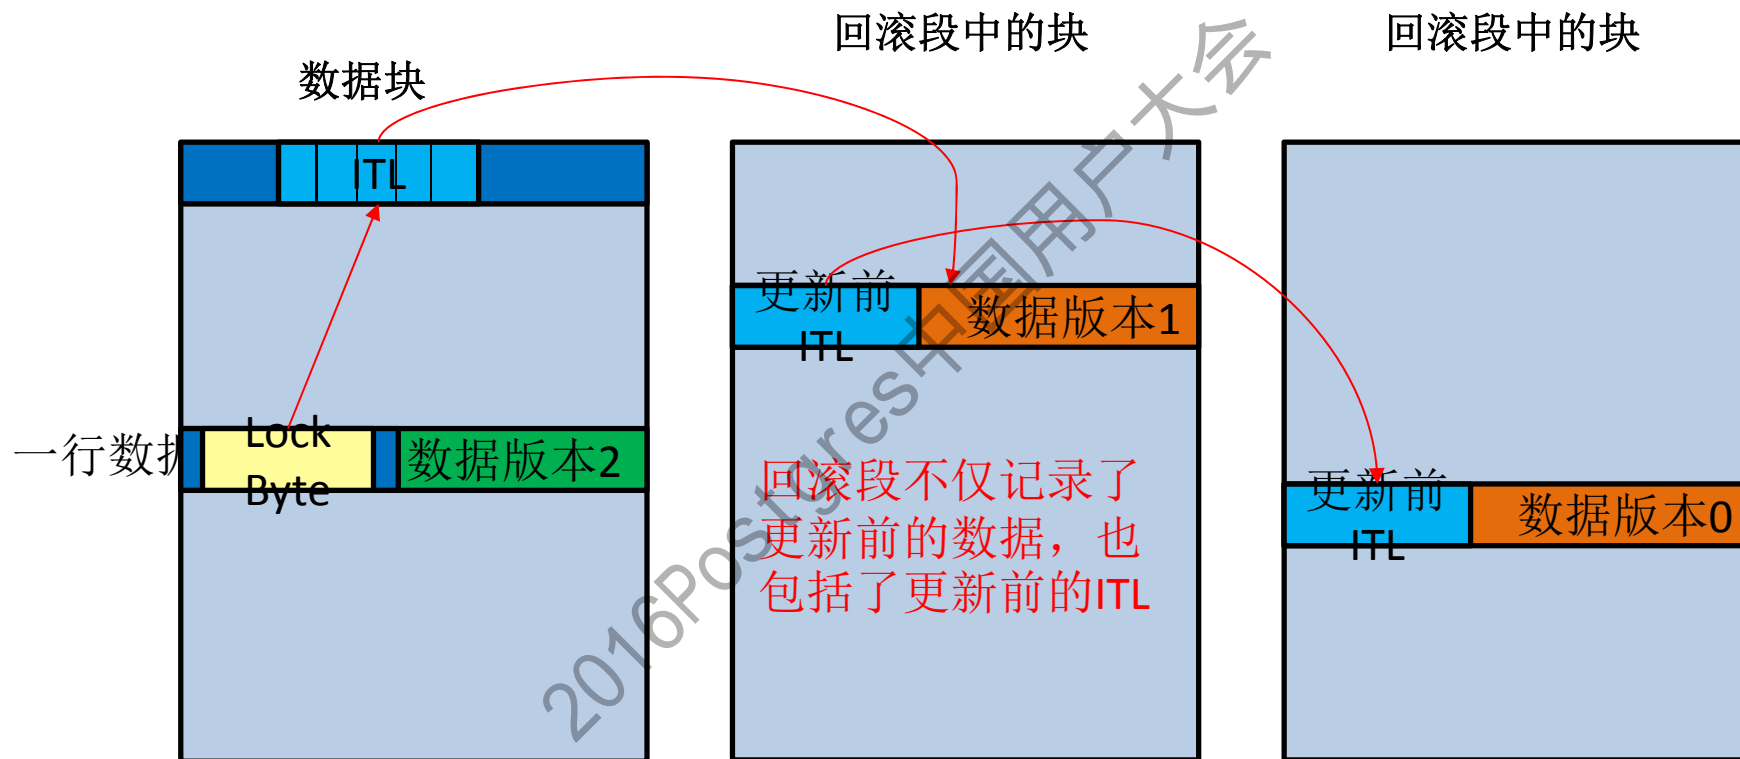 回滚段中的块
回滚段中的块
数据块
ITL
更新前
ITL
数据版本1
一行数据
Lock
Byte
数据版本2
回滚段不仅记录了
更新前的数据，也
包括了更新前的ITL
更新前
ITL
数据版本0
2016Postgres中国用户大会